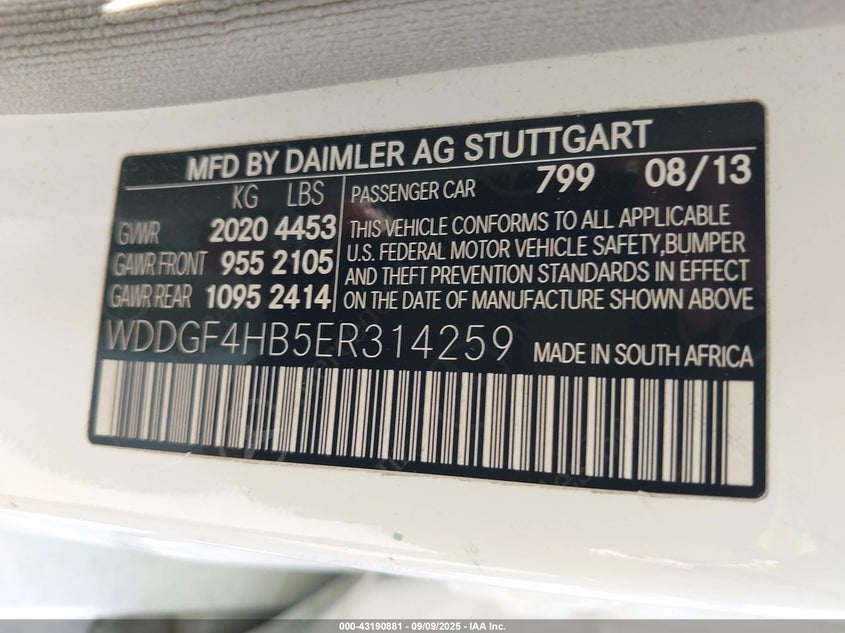 MFD BY DAIMLER AG STUTTGART
KG LBS
GVWR 2020 4453
GAWR FRONT 955 2105
GAWR REAR 1095 2414
PASSENGER CAR 799 08/13
THIS VEHICLE CONFORMS TO ALL APPLICABLE
U.S. FEDERAL MOTOR VEHICLE SAFETY,BUMPER
AND THEFT PREVENTION STANDARDS IN EFFECT
ON THE DATE OF MANUFACTURE SHOWN ABOVE
WDDGF4HB5ER314259 MADE IN SOUTH AFRICA
000-43190881 - 09/09/2025 - IAA Inc.